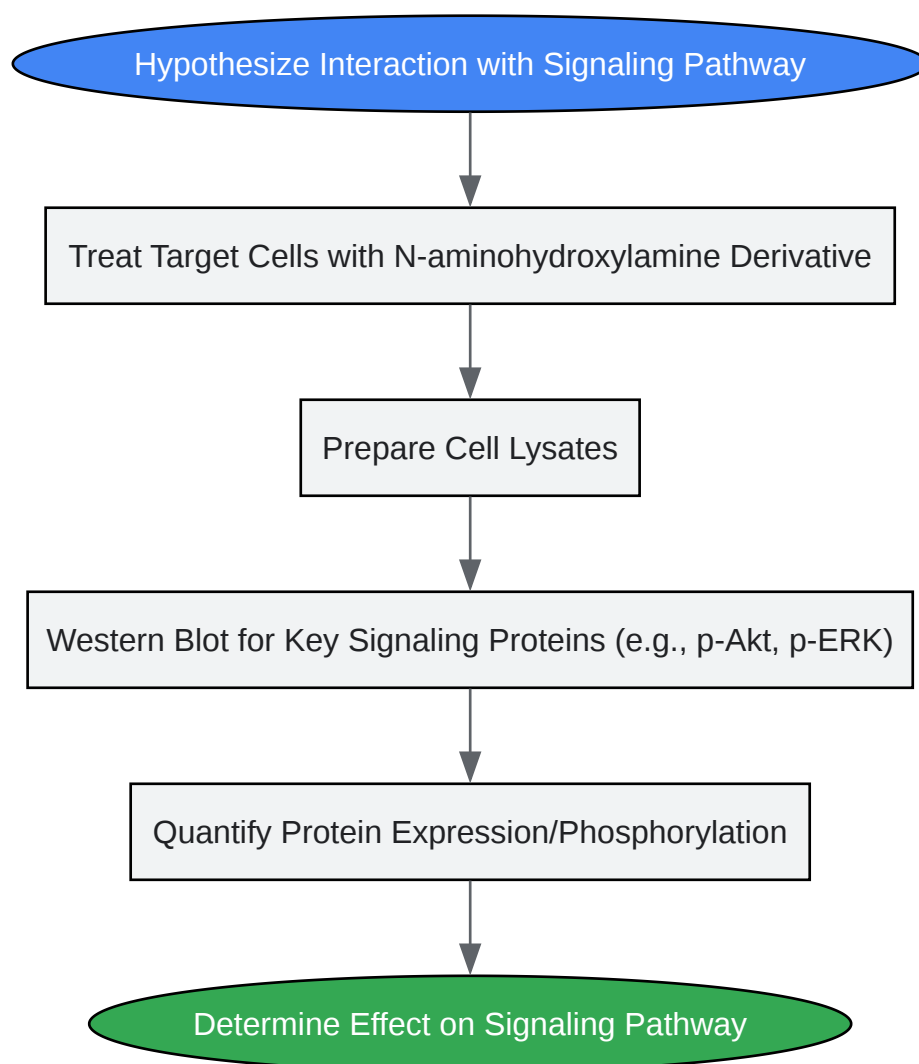 Hypothesize Interaction with Signaling Pathway
Treat Target Cells with N-aminohydroxylamine Derivative
Prepare Cell Lysates
Western Blot for Key Signaling Proteins (e.g., p-Akt, p-ERK)
Quantify Protein Expression/Phosphorylation
Determine Effect on Signaling Pathway